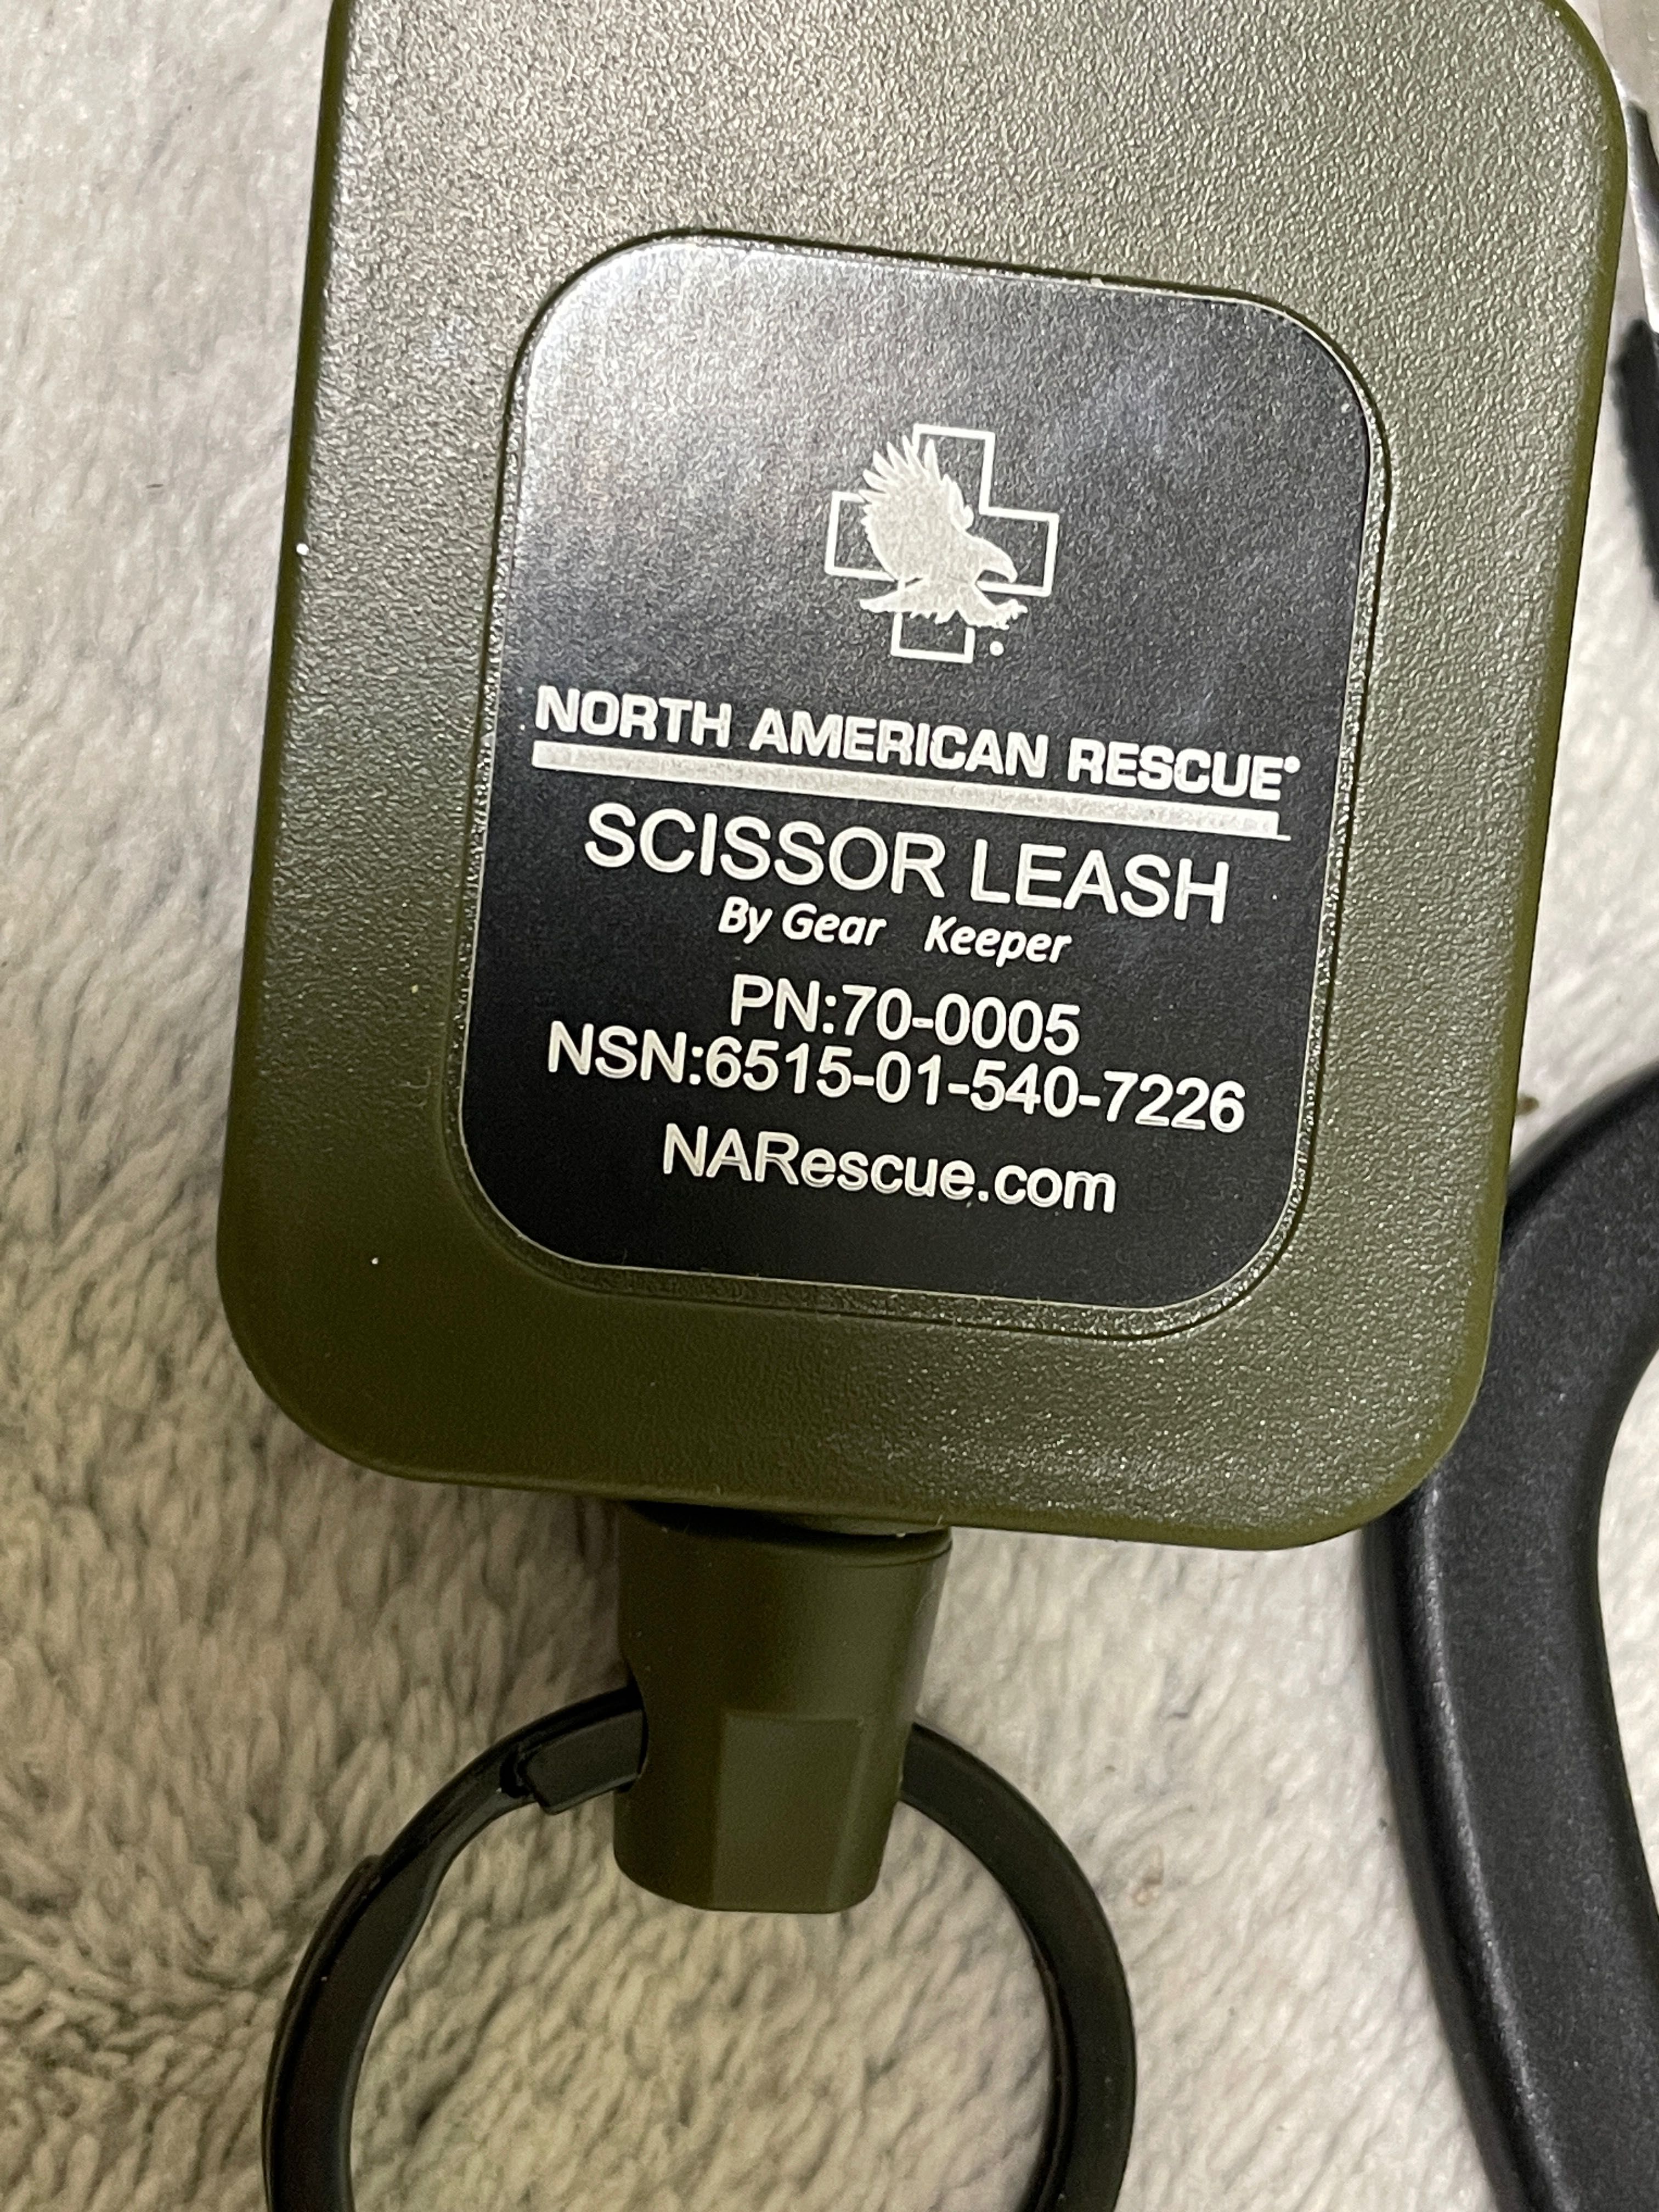 NORTH AMERICAN RESCUE®
SCISSOR LEASH
By Gear Keeper
PN:70-0005
NSN:6515-01-540-7226
NARescue.com